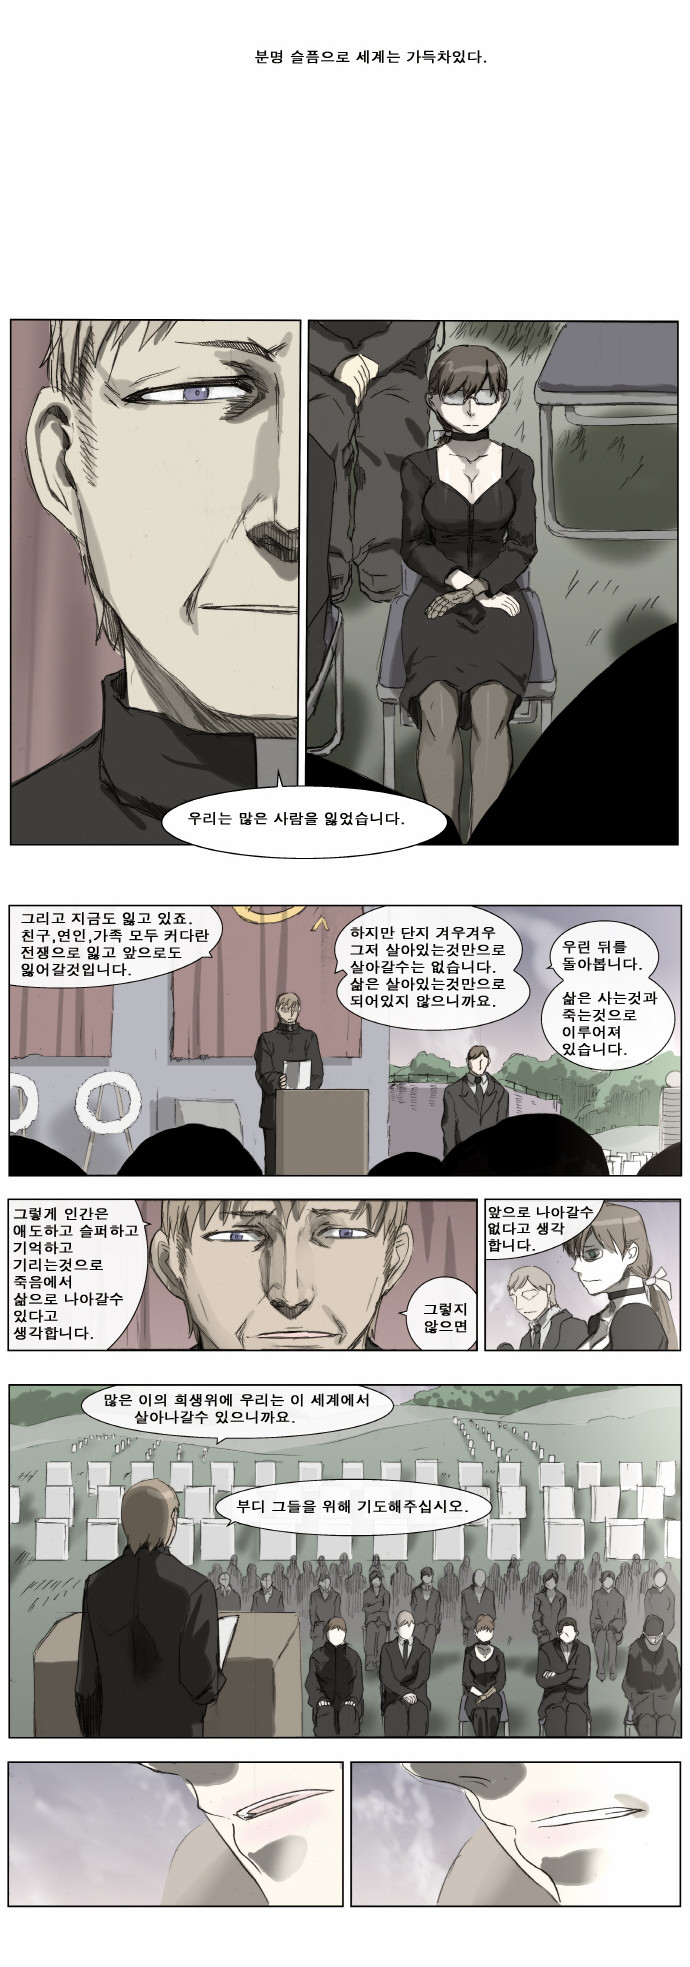 분명 슬픔으로 세계는 가득차있다.
우리는 많은 사람을 잃었습니다.
그리고 지금도 잃고 있죠.
친구,연인,가족 모두 커다란
전쟁으로 잃고 앞으로도
잃어갈것입니다.
하지만 단지 겨우겨우
그저 살아있는것만으로
살아갈수는 없습니다.
삶은 살아있는것만으로
되어있지 않으니까요.
우린 뒤를
돌아봅니다.
삶은 사는것과
죽는것으로
이루어져
있습니다.
그렇게 인간은
애도하고 슬퍼하고
기억하고
기리는것으로
죽음에서
삶으로 나아갈수
있다고
생각합니다.
그렇지
않으면
앞으로 나아갈수
없다고 생각
합니다.
많은 이의 희생위에 우리는 이 세계에서
살아나갈수 있으니까요.
부디 그들을 위해 기도해주십시오.